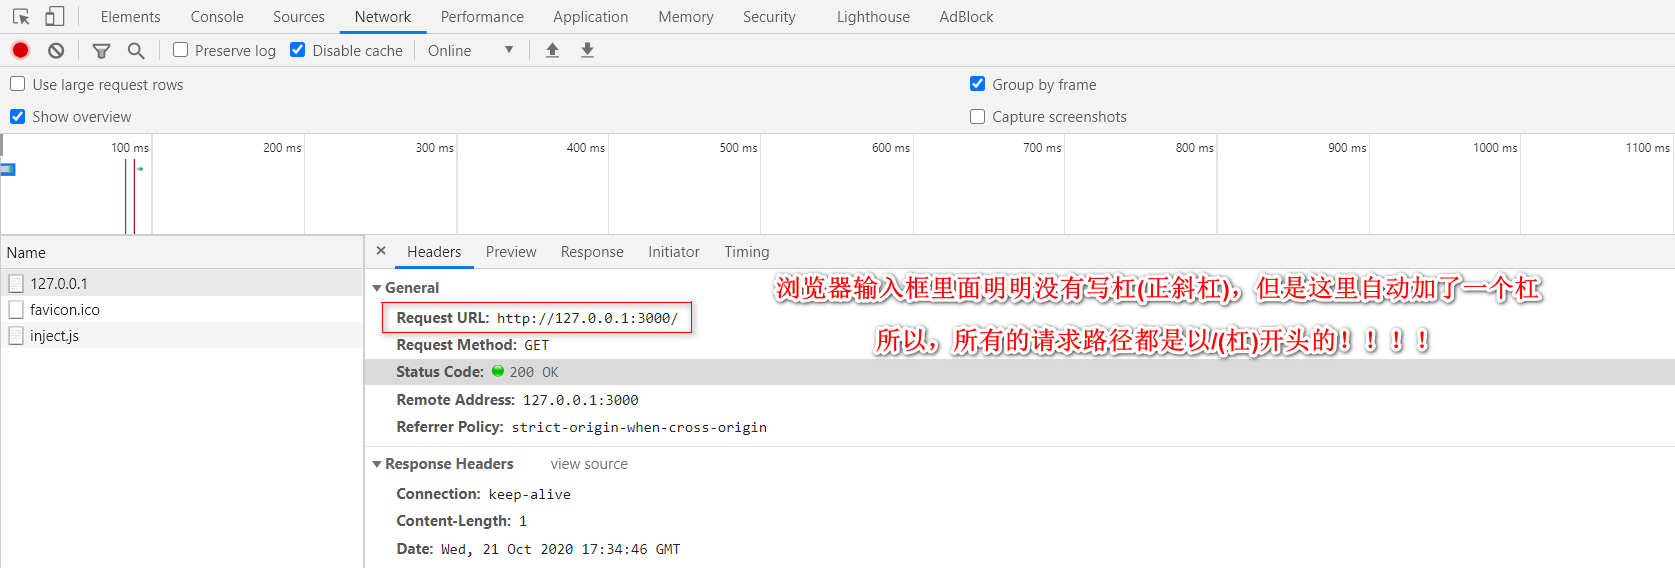 Elements Console Sources Network Performance Application Memory Security Lighthouse AdBlock
Preserve log Disable cache Online
Use large request rows Group by frame
Show overview Capture screenshots
100 ms 200 ms 300 ms 400 ms 500 ms 600 ms 700 ms 800 ms 900 ms 1000 ms 1100 ms
Name
127.0.0.1
favicon.ico
inject.js
× Headers Preview Response Initiator Timing
General
浏览器输入框里面明明没有写杠(正斜杠)，但是这里自动加了一个杠
Request URL: http://127.0.0.1:3000/
所以，所有的请求路径都是以/(杠)开头的！！！！
Request Method: GET
Status Code: 200 OK
Remote Address: 127.0.0.1:3000
Referrer Policy: strict-origin-when-cross-origin
Response Headers view source
Connection: keep-alive
Content-Length: 1
Date: Wed, 21 Oct 2020 17:34:46 GMT